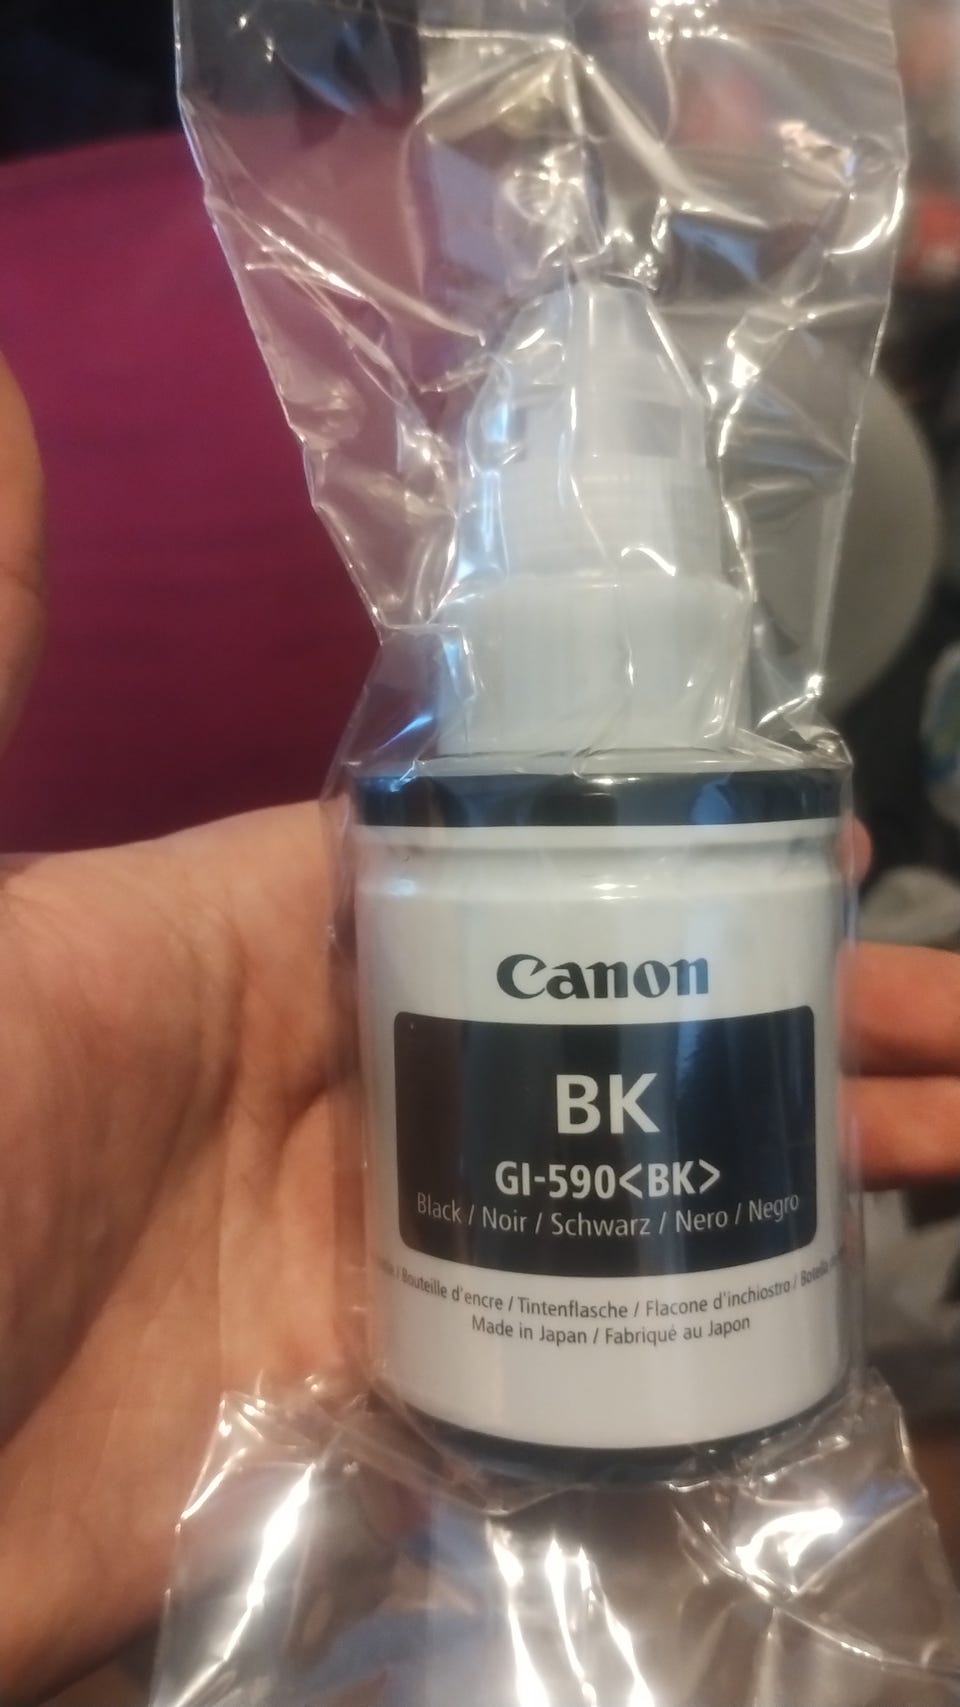 Canon
BK
GI-590<BK>
Black / Noir / Schwarz / Nero / Negro
/ Bouteille d'encre / Tintenflasche / Flacone d'inchiostro / Botella
Made in Japan / Fabriqué au Japon